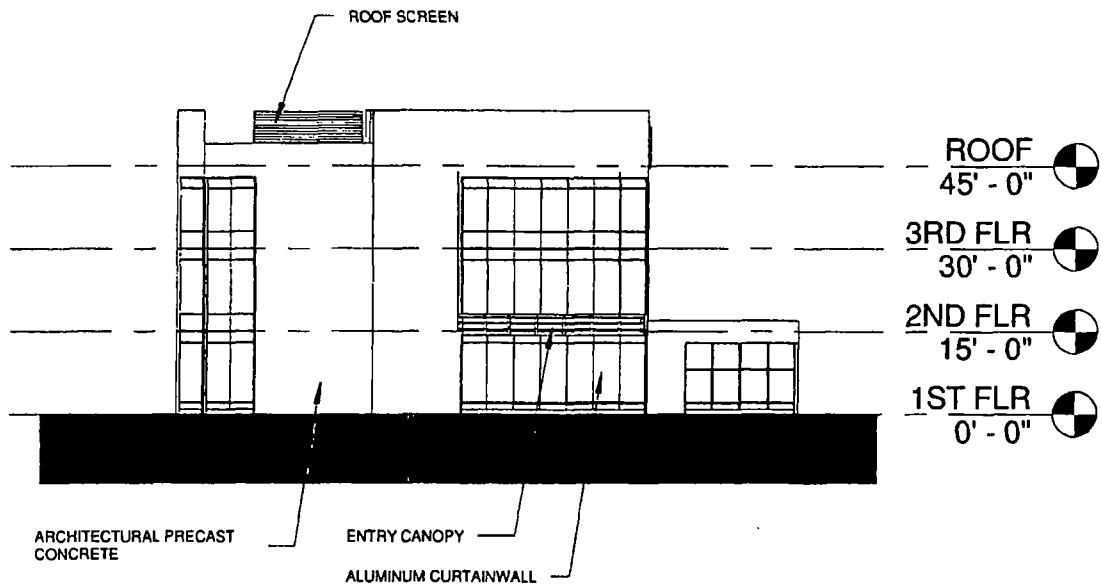 ROOF SCREEN
ROOF
45' - 0"
3RD FLR
30' - 0"
2ND FLR
15' - 0"
1ST FLR
0' - 0"
ARCHITECTURAL PRECAST
CONCRETE
ENTRY CANOPY
ALUMINUM CURTAINWALL